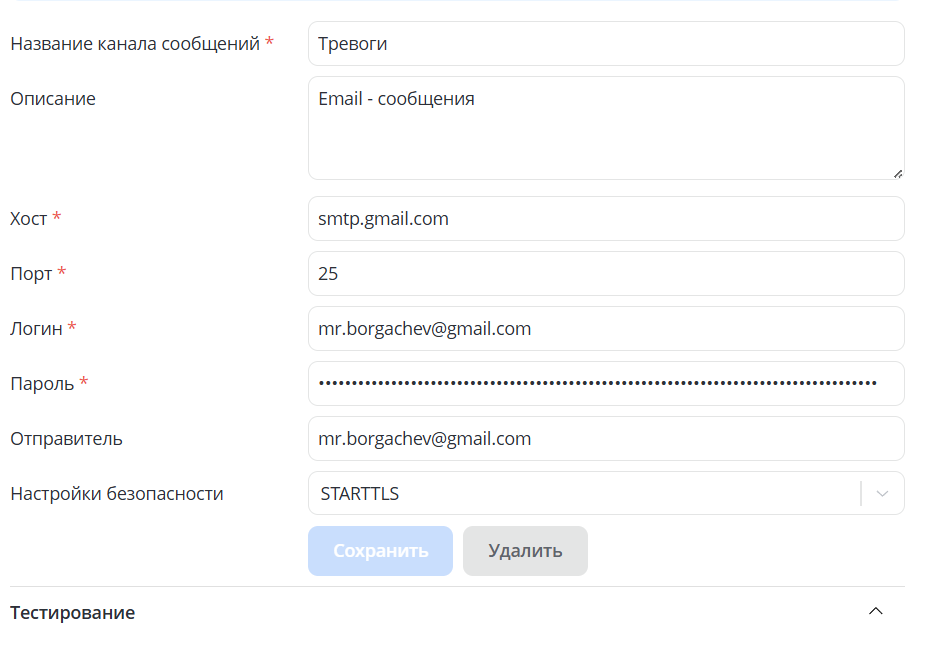 Название канала сообщений * Тревоги
Описание Email - сообщения
Хост * smtp.gmail.com
Порт * 25
Логин * mr.borgachev@gmail.com
Пароль * ••••••••••••••••••••••••••••••••••••••••••••••••••••••••••••••••••••••••••••••••••••
Отправитель mr.borgachev@gmail.com
Настройки безопасности STARTTLS
Сохранить Удалить
Тестирование